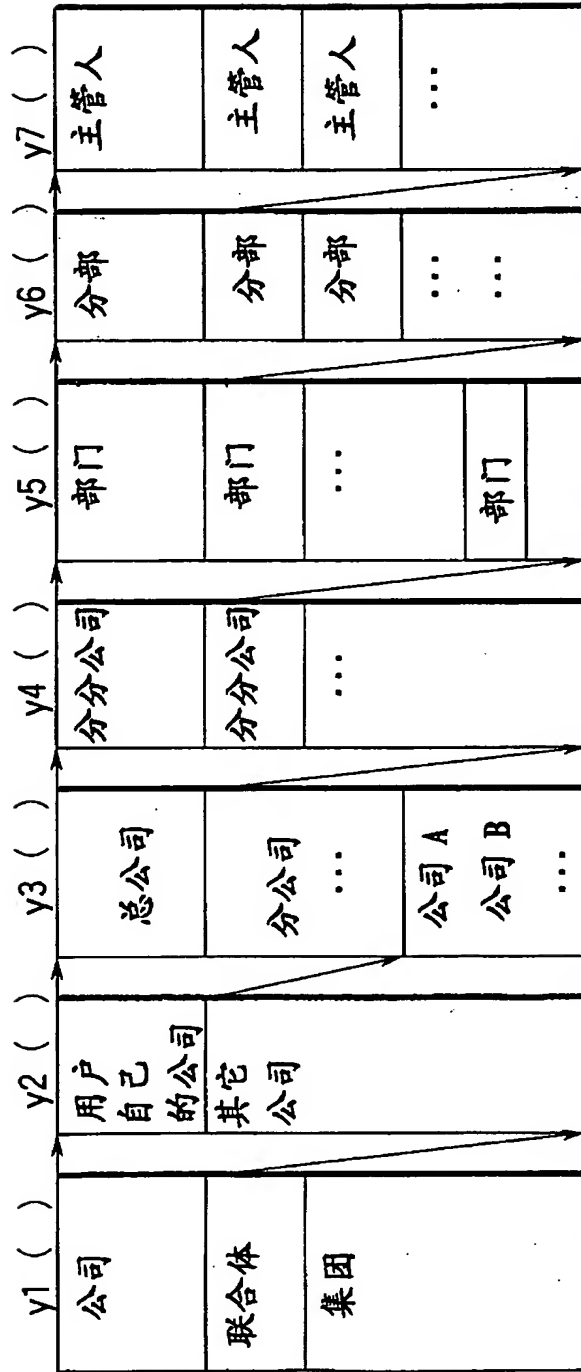 y1 ( )
公司
联合体
集团
y2 ( )
用户
自己
的公司
其它
公司
y3 ( )
总公司
分公司
...
公司 A
公司 B
...
y4 ( )
分分公司
分分公司
...
y5 ( )
部门
部门
...
部门
y6 ( )
分部
分部
分部
...
...
y7 ( )
主管人
主管人
主管人
...